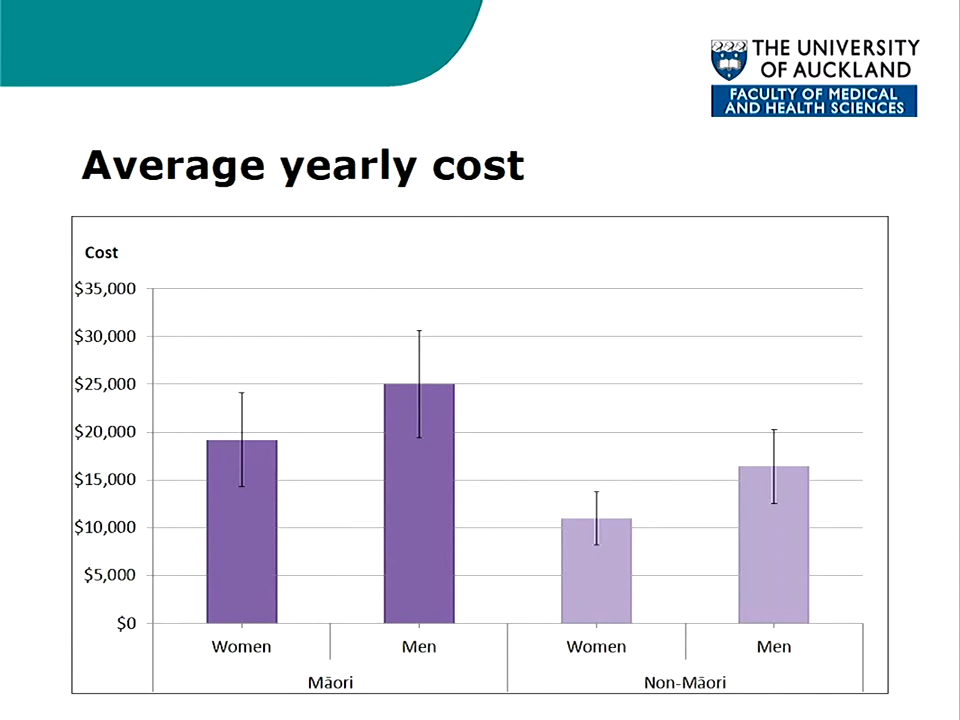 THE UNIVERSITY
OF AUCKLAND
FACULTY OF MEDICAL
AND HEALTH SCIENCES
Average yearly cost
Cost
$35,000
$30,000
$25,000
$20,000
$15,000
$10,000
$5,000
$0
Women Men Women Men
Māori Non-Māori